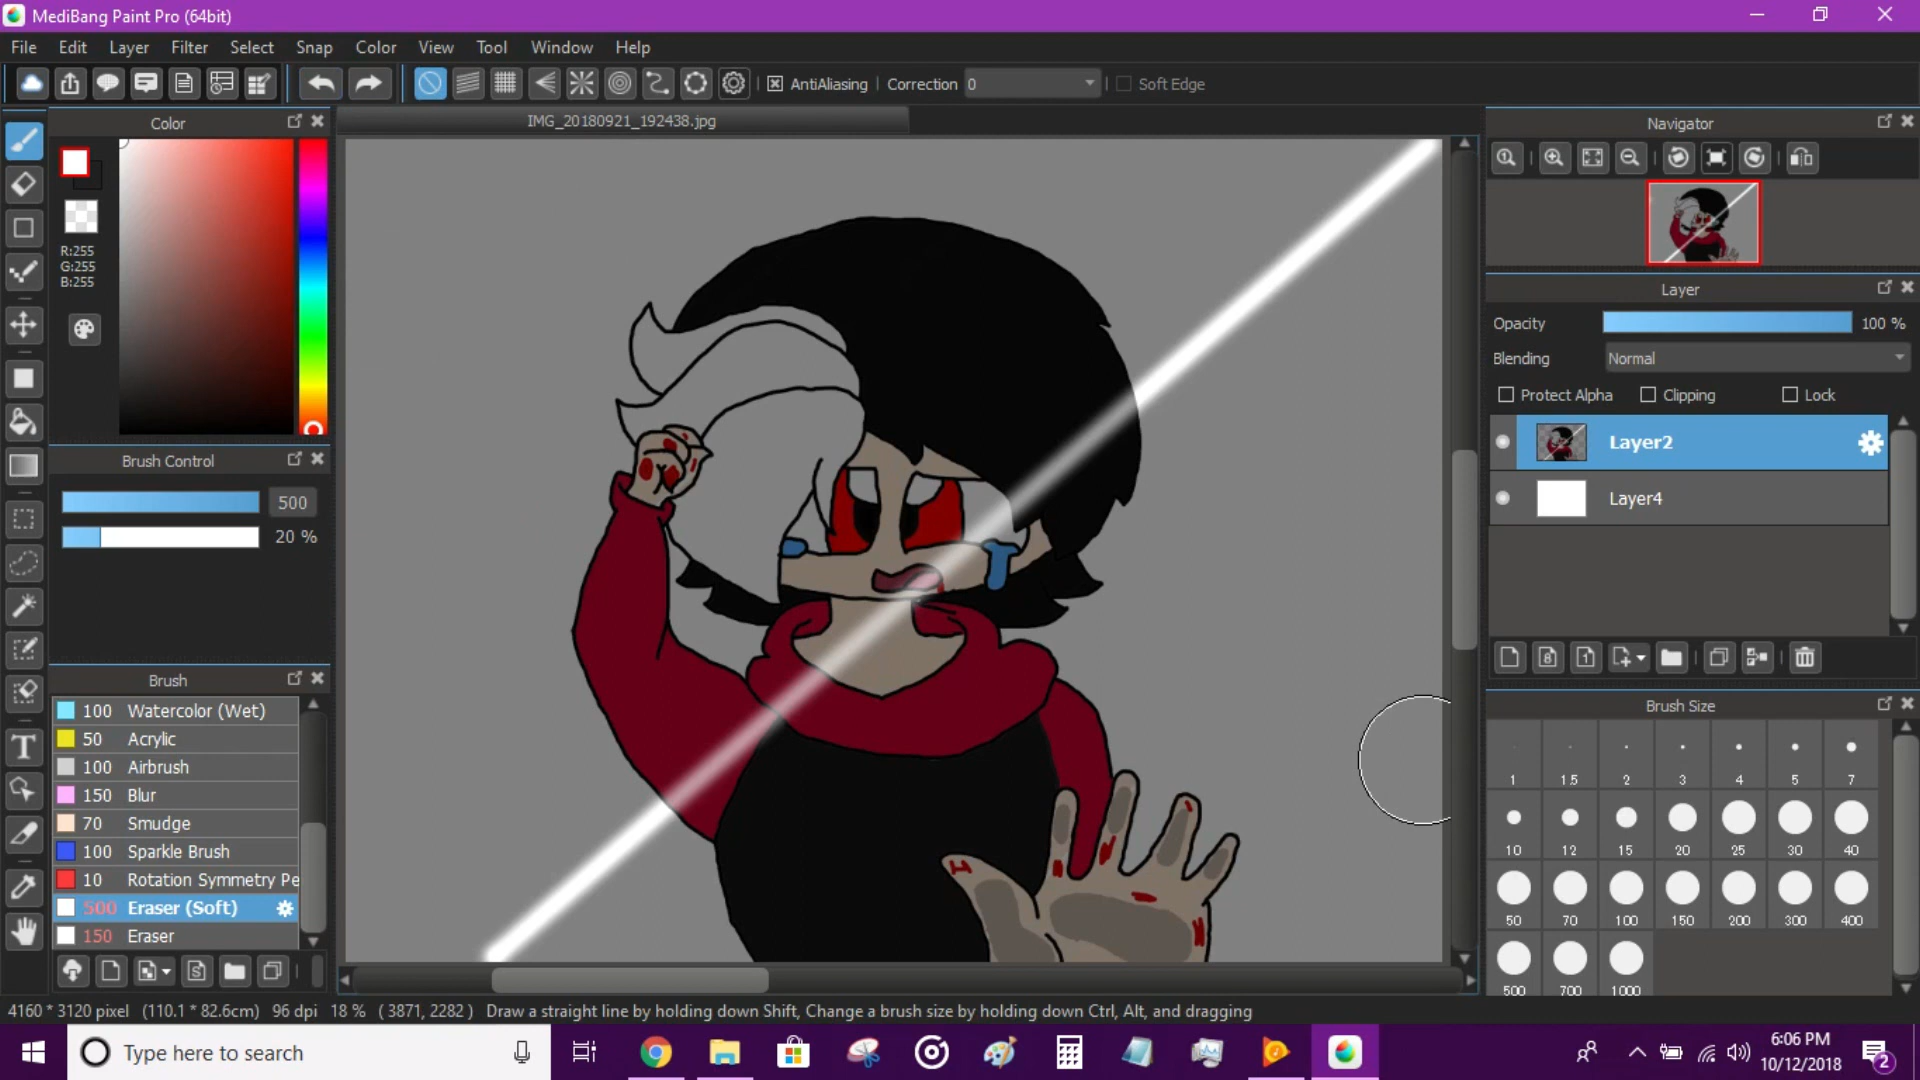 MediBang Paint Pro (64bit)
File Edit Layer Filter Select Snap Color View Tool Window Help
AntiAliasing Correction 0 Soft Edge
Color
IMG_20180921_192438.jpg
Navigator
R:255
G:255
B:255
Layer
Opacity 100 %
Blending Normal
Protect Alpha Clipping Lock
Layer2
Layer4
Brush Control
500
20 %
Brush
100 Watercolor (Wet)
50 Acrylic
100 Airbrush
150 Blur
70 Smudge
100 Sparkle Brush
10 Rotation Symmetry Pe
500 Eraser (Soft)
150 Eraser
Brush Size
1 1.5 2 3 4 5 7
10 12 15 20 25 30 40
50 70 100 150 200 300 400
500 700 1000
4160 * 3120 pixel (110.1 * 82.6cm) 96 dpi 18 % ( 3871, 2282 ) Draw a straight line by holding down Shift, Change a brush size by holding down Ctrl, Alt, and dragging
Type here to search
6:06 PM
10/12/2018
2